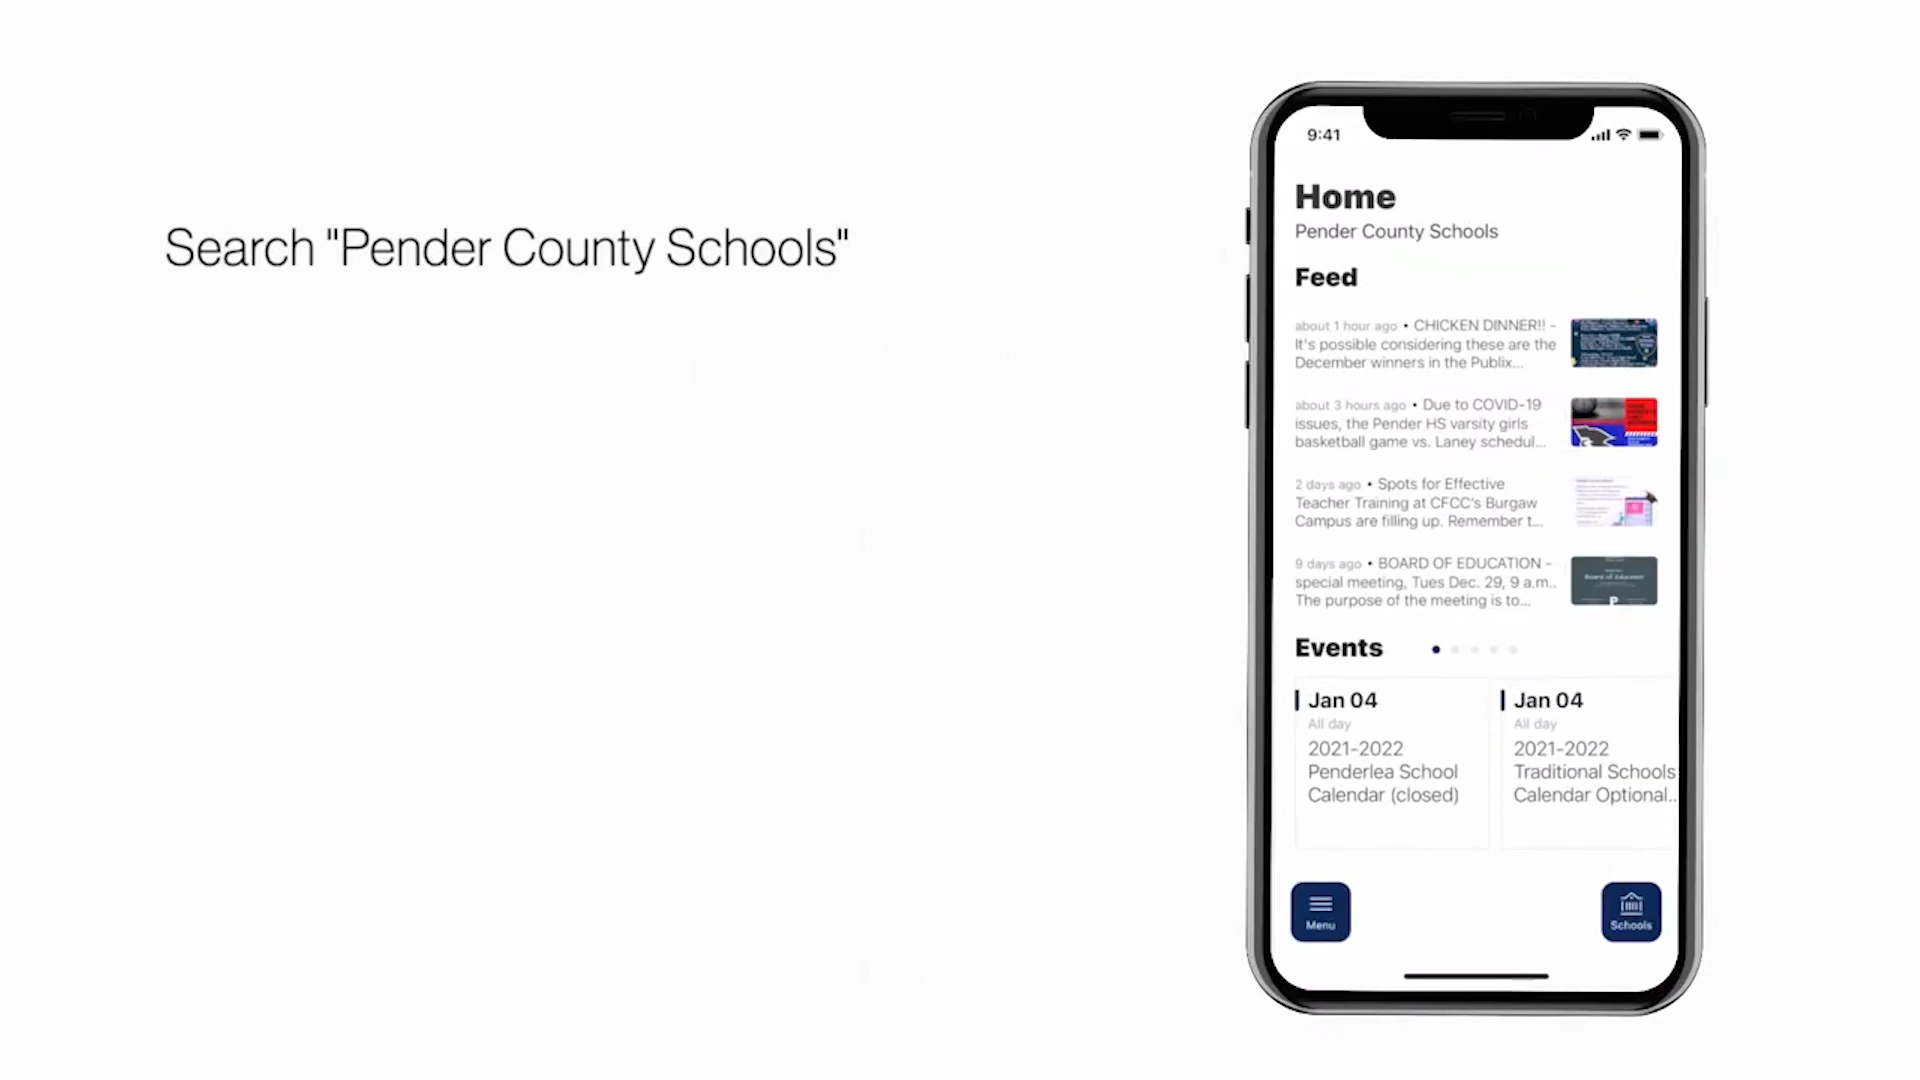 Search "Pender County Schools"
9:41
Home
Pender County Schools
Feed
about 1 hour ago • CHICKEN DINNER!! -
It's possible considering these are the
December winners in the Publix...
about 3 hours ago • Due to COVID-19
issues, the Pender HS varsity girls
basketball game vs. Laney schedul...
2 days ago • Spots for Effective
Teacher Training at CFCC's Burgaw
Campus are filling up. Remember t...
9 days ago • BOARD OF EDUCATION -
special meeting, Tues Dec. 29, 9 a.m..
The purpose of the meeting is to...
Board of Education
P
Events
Jan 04
All day
2021-2022
Penderlea School
Calendar (closed)
Jan 04
All day
2021-2022
Traditional Schools
Calendar Optional..
Menu
Schools